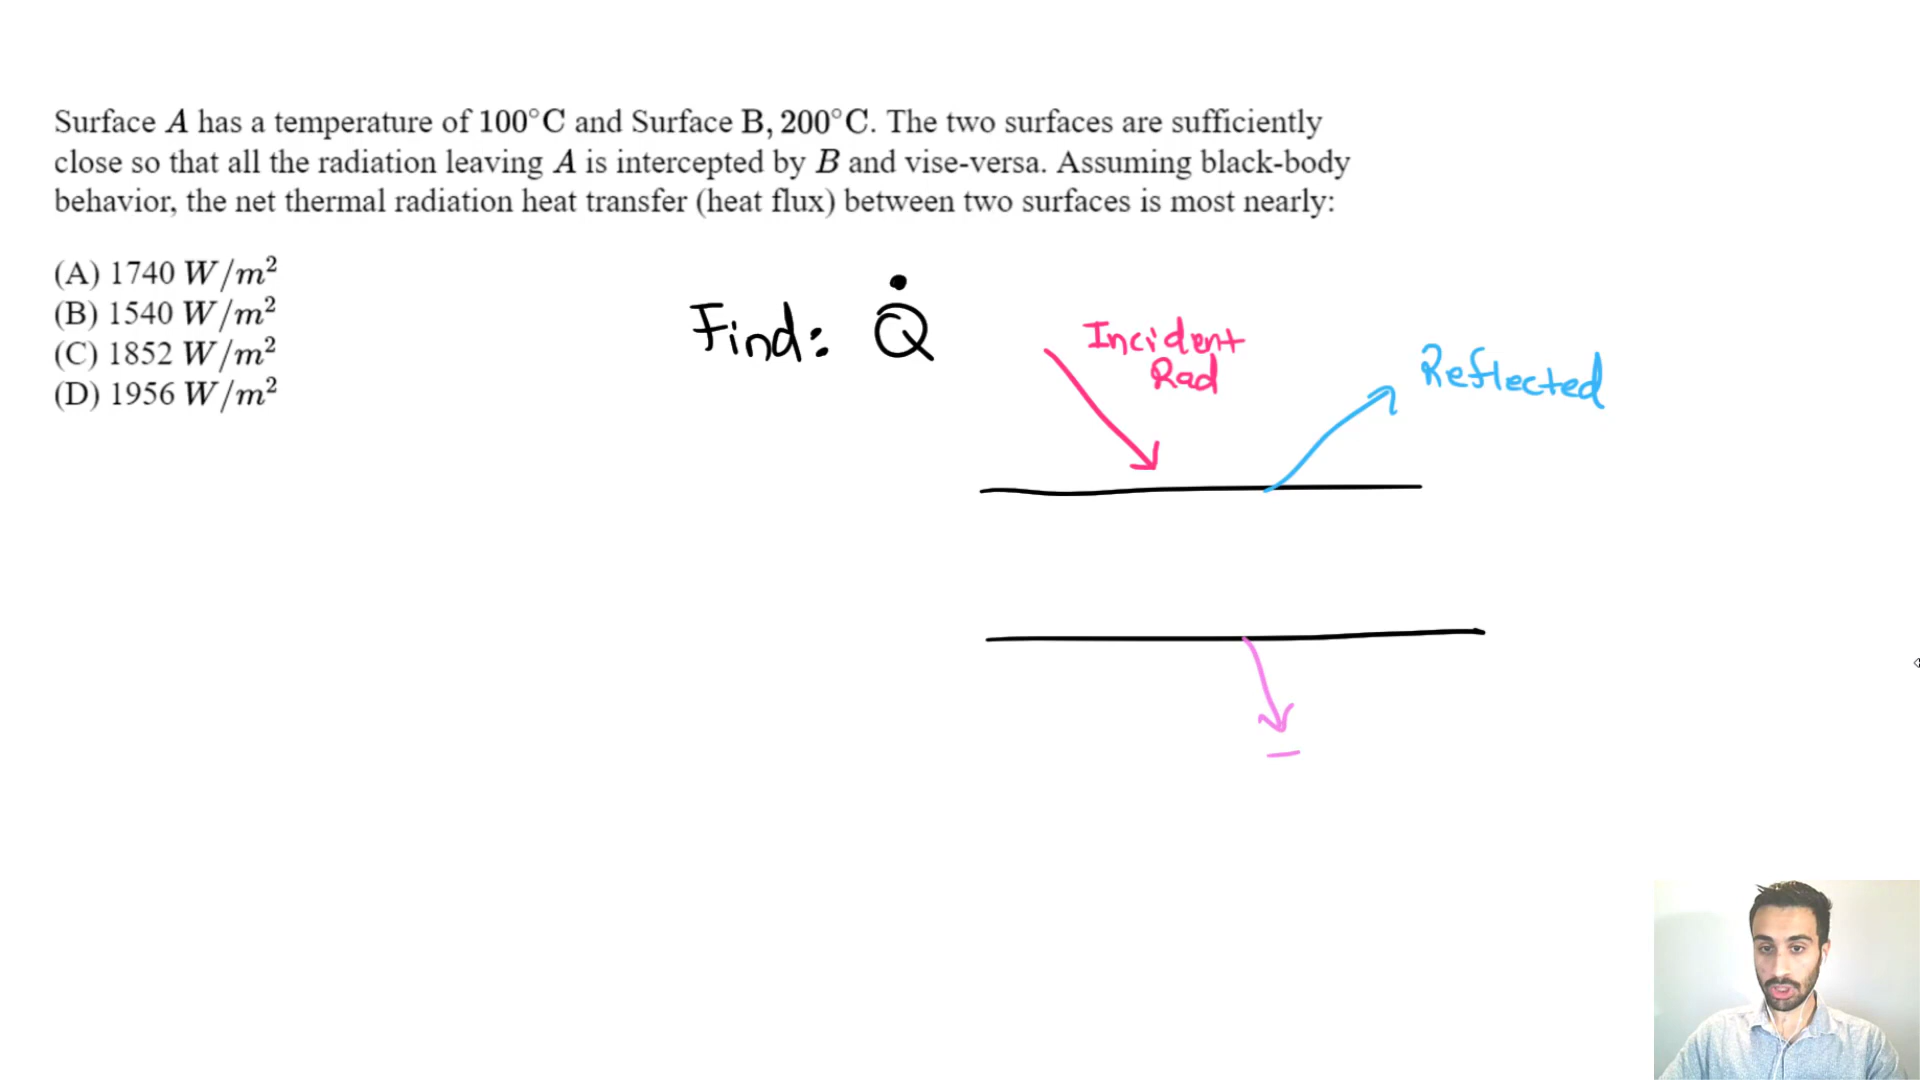 Surface A has a temperature of 100°C and Surface B, 200°C. The two surfaces are sufficiently
close so that all the radiation leaving A is intercepted by B and vise-versa. Assuming black-body
behavior, the net thermal radiation heat transfer (heat flux) between two surfaces is most nearly:
(A) 1740 W/m²
(B) 1540 W/m²
(C) 1852 W/m²
(D) 1956 W/m²
Find: Q̇
Incident
Rad
Reflected